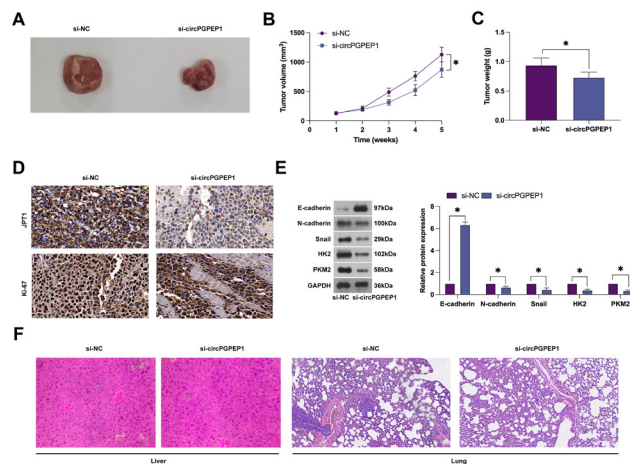 A
si-NC
si-circPGPEP1
B
si-NC
si-circPGPEP1
Tumor volume (mm³)
1500
1000
500
0
0 1 2 3 4 5
Time (weeks)
*
C
Tumor weight (g)
1.5
1.0
0.5
0.0
*
si-NC
si-circPGPEP1
D
si-NC
si-circPGPEP1
JPT1
Ki-67
E
E-cadherin 97kDa
N-cadherin 100kDa
Snail 29kDa
HK2 102kDa
PKM2 58kDa
GAPDH 36kDa
si-NC si-circPGPEP1
si-NC
si-circPGPEP1
Relative protein expression
8
6
4
2
0
* * * * *
E-cadherin N-cadherin Snail HK2 PKM2
F
si-NC
si-circPGPEP1
si-NC
si-circPGPEP1
Liver
Lung